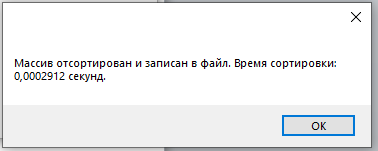 Массив отсортирован и записан в файл. Время сортировки:
0,0002912 секунд.
OK